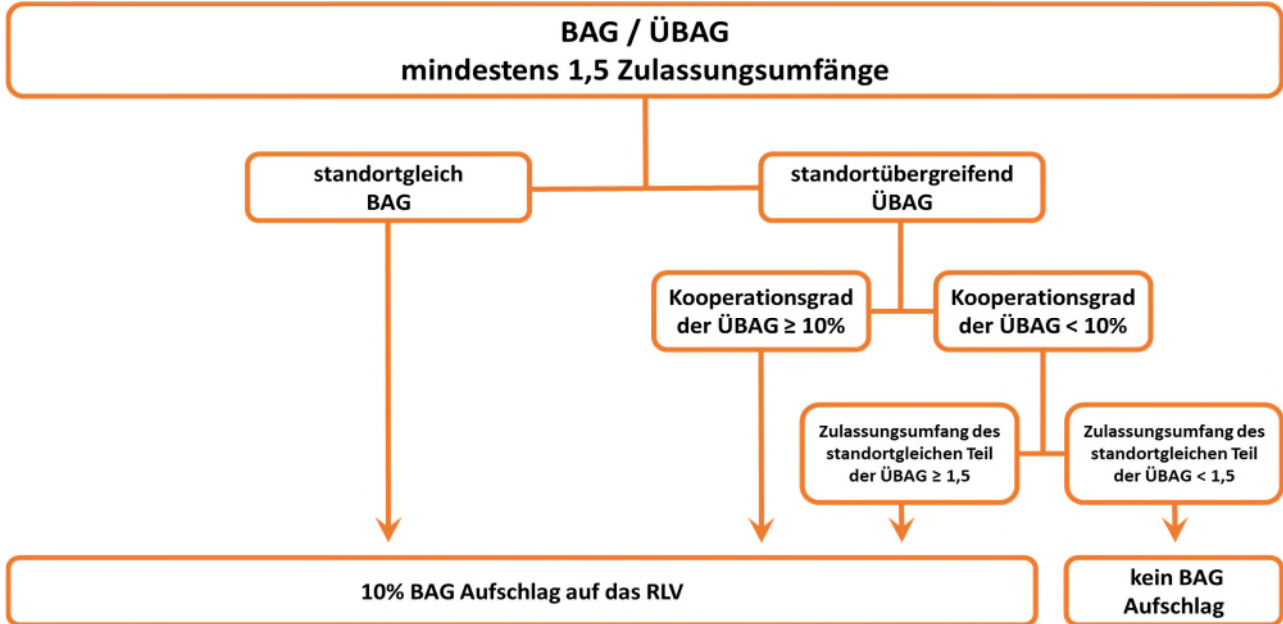 BAG / ÜBAG
mindestens 1,5 Zulassungsumfänge
standortgleich
BAG
standortübergreifend
ÜBAG
Kooperationsgrad
der ÜBAG ≥ 10%
Kooperationsgrad
der ÜBAG < 10%
Zulassungsumfang des
standortgleichen Teil
der ÜBAG ≥ 1,5
Zulassungsumfang des
standortgleichen Teil
der ÜBAG < 1,5
10% BAG Aufschlag auf das RLV
kein BAG
Aufschlag